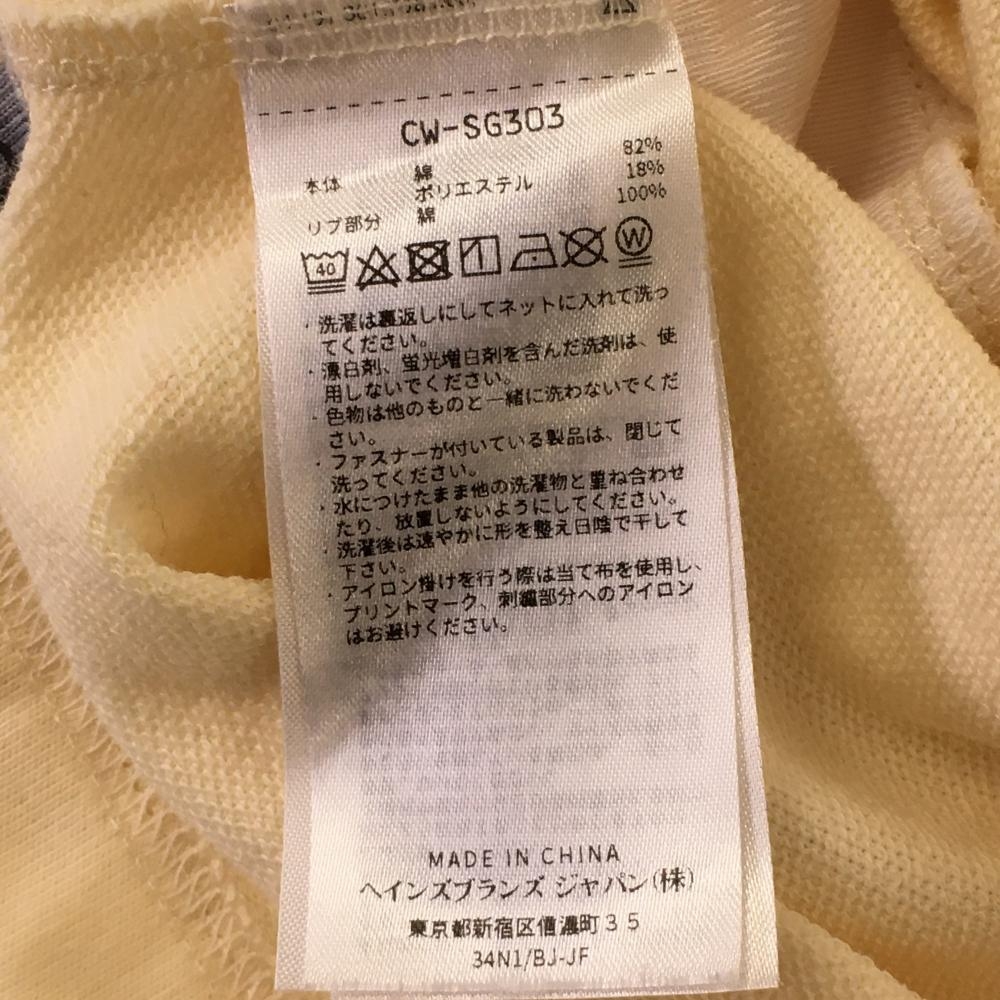 CW-SG303
本体 綿 82%
ポリエステル 18%
リブ部分 綿 100%
40 W
・洗濯は裏返しにしてネットに入れて洗っ
てください。
・漂白剤、蛍光増白剤を含んだ洗剤は、使
用しないでください。
・色物は他のものと一緒に洗わないでくだ
さい。
・ファスナーが付いている製品は、閉じて
洗ってください。
・水につけたまま他の洗濯物と重ね合わせ
たり、放置しないようにしてください。
・洗濯後は速やかに形を整え日陰で干して
下さい。
・アイロン掛けを行う際は当て布を使用し、
プリントマーク、刺繍部分へのアイロン
はお避けください。
MADE IN CHINA
ヘインズブランズ ジャパン(株)
東京都新宿区信濃町35
34N1/BJ-JF